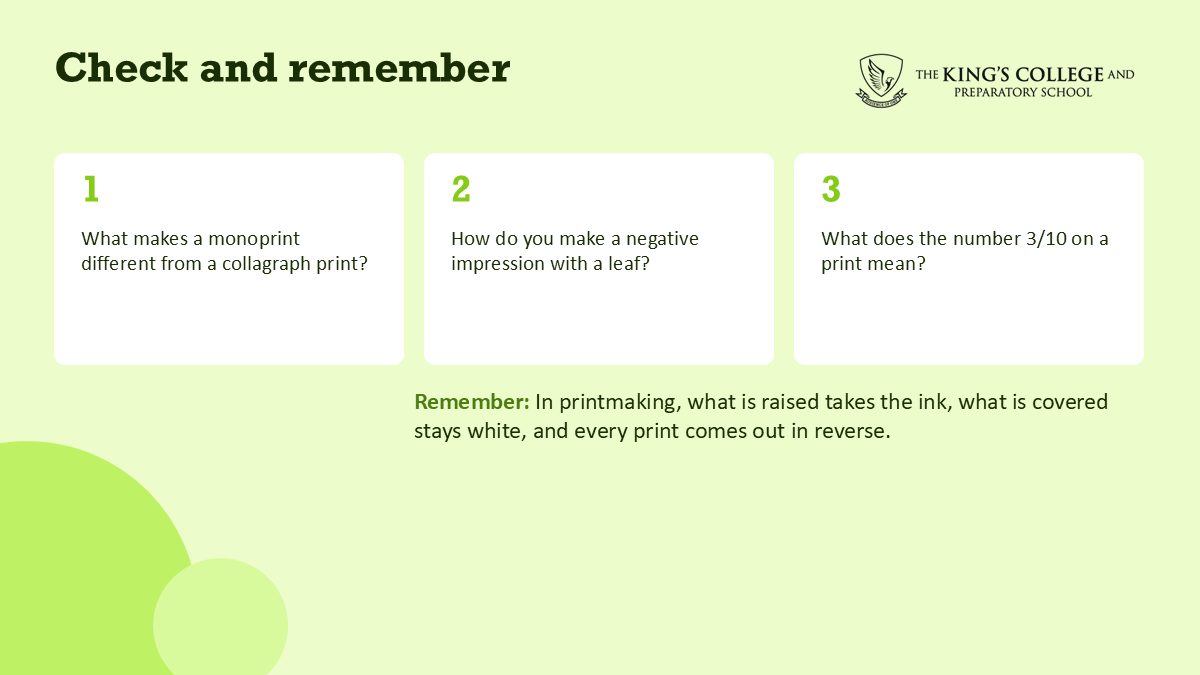 Check and remember
THE KING'S COLLEGE AND
PREPARATORY SCHOOL
1
What makes a monoprint
different from a collagraph print?
2
How do you make a negative
impression with a leaf?
3
What does the number 3/10 on a
print mean?
Remember: In printmaking, what is raised takes the ink, what is covered
stays white, and every print comes out in reverse.